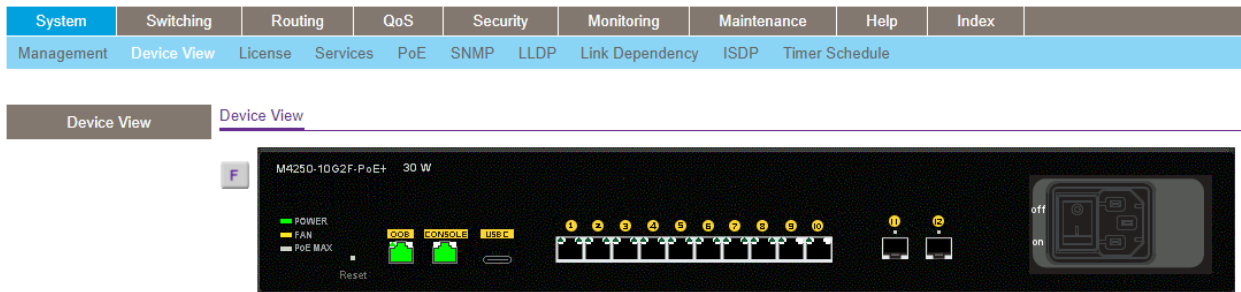 System Switching Routing QoS Security Monitoring Maintenance Help Index
Management Device View License Services PoE SNMP LLDP Link Dependency ISDP Timer Schedule
Device View
Device View
F
M4250-10G2F-PoE+ 30 W
POWER
FAN
PoE MAX
Reset
OOB CONSOLE USB C
1 2 3 4 5 6 7 8 9 10 11 12
off
on